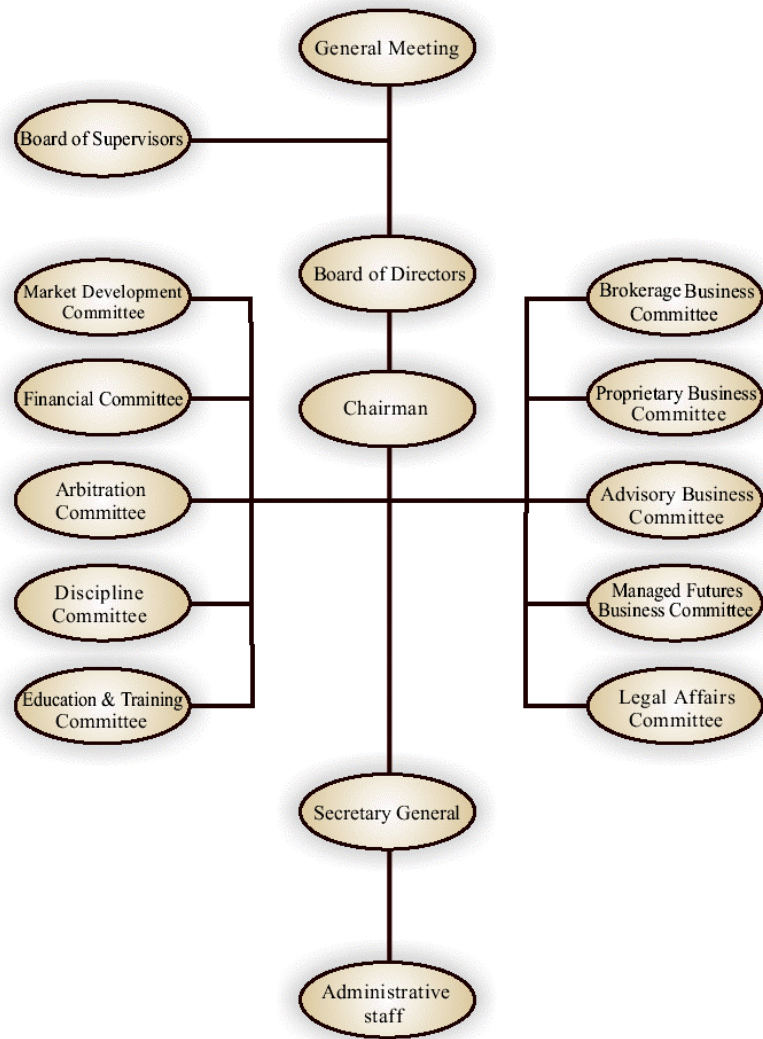 General Meeting
Board of Supervisors
Board of Directors
Market Development
Committee
Brokerage Business
Committee
Financial Committee
Chairman
Proprietary Business
Committee
Arbitration
Committee
Advisory Business
Committee
Discipline
Committee
Managed Futures
Business Committee
Education & Training
Committee
Legal Affairs
Committee
Secretary General
Administrative
staff